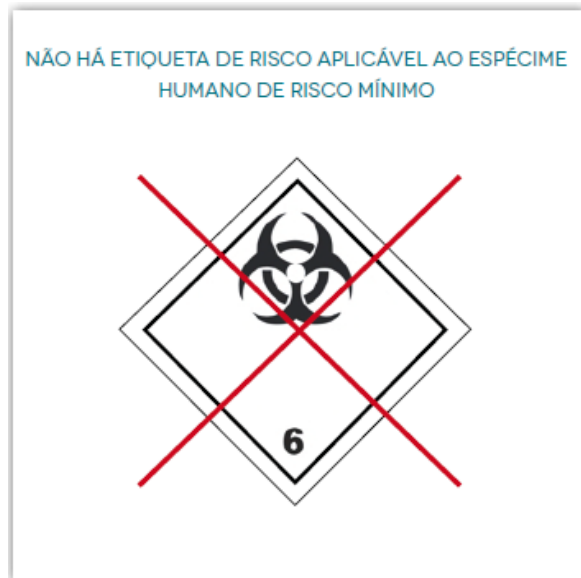 NÃO HÁ ETIQUETA DE RISCO APLICÁVEL AO ESPÉCIME
HUMANO DE RISCO MÍNIMO
6